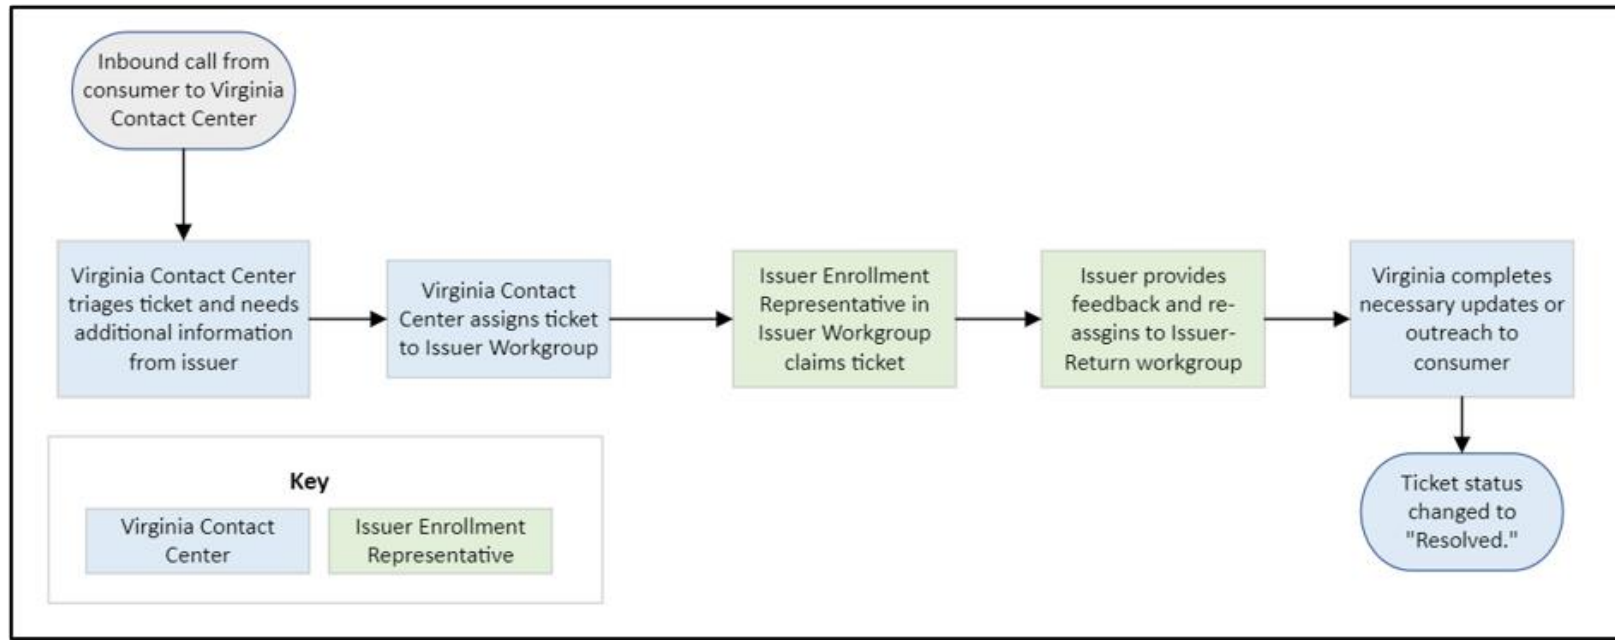 Inbound call from
consumer to Virginia
Contact Center
Virginia Contact Center
triages ticket and needs
additional information
from issuer
Virginia Contact
Center assigns ticket
to Issuer Workgroup
Issuer Enrollment
Representative in
Issuer Workgroup
claims ticket
Issuer provides
feedback and re-
assgins to Issuer-
Return workgroup
Virginia completes
necessary updates or
outreach to
consumer
Ticket status
changed to
"Resolved."
Key
Virginia Contact
Center
Issuer Enrollment
Representative